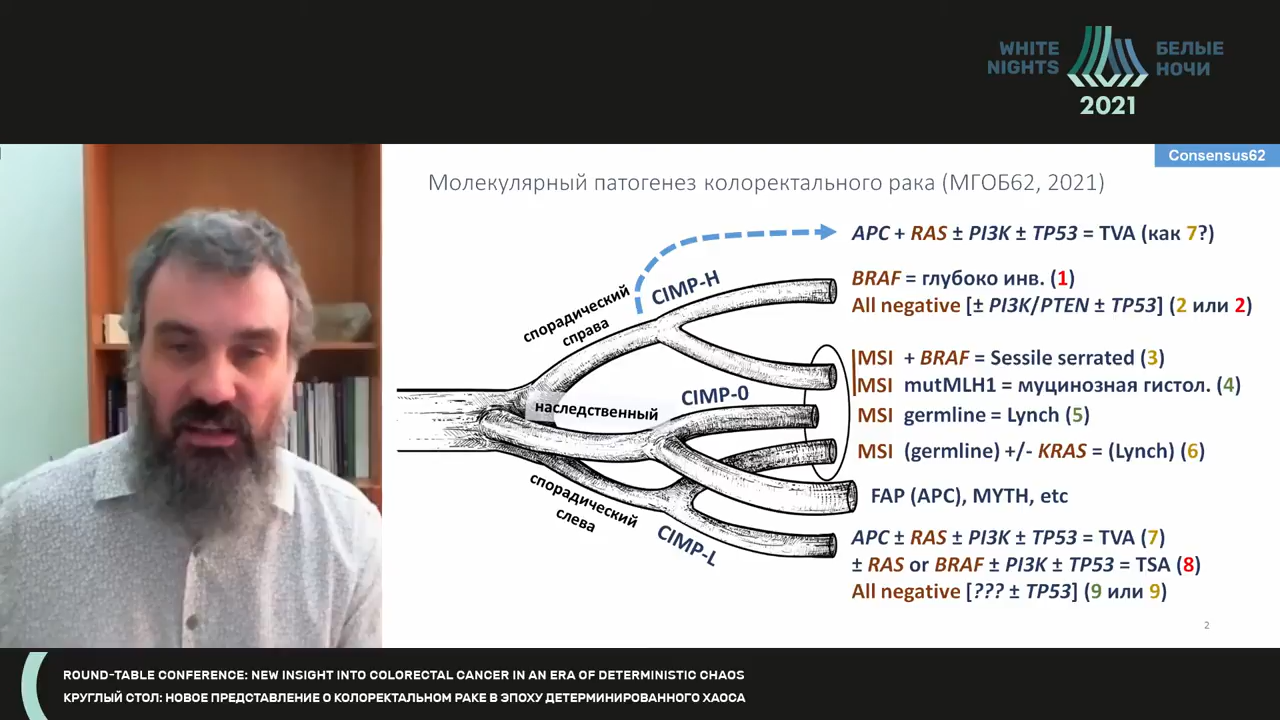 WHITE NIGHTS
БЕЛЫЕ НОЧИ
2021
Consensus62
Молекулярный патогенез колоректального рака (МГОБ62, 2021)
APC + RAS ± PI3K ± TP53 = TVA (как 7?)
BRAF = глубоко инв. (1)
All negative [± PI3K/PTEN ± TP53] (2 или 2)
MSI + BRAF = Sessile serrated (3)
MSI mutMLH1 = муцинозная гистол. (4)
MSI germline = Lynch (5)
MSI (germline) +/- KRAS = (Lynch) (6)
FAP (APC), MYTH, etc
APC ± RAS ± PI3K ± TP53 = TVA (7)
± RAS or BRAF ± PI3K ± TP53 = TSA (8)
All negative [??? ± TP53] (9 или 9)
спорадический
справа
CIMP-H
наследственный
CIMP-0
спорадический
слева
CIMP-L
2
ROUND-TABLE CONFERENCE: NEW INSIGHT INTO COLORECTAL CANCER IN AN ERA OF DETERMINISTIC CHAOS
КРУГЛЫЙ СТОЛ: НОВОЕ ПРЕДСТАВЛЕНИЕ О КОЛОРЕКТАЛЬНОМ РАКЕ В ЭПОХУ ДЕТЕРМИНИРОВАННОГО ХАОСА